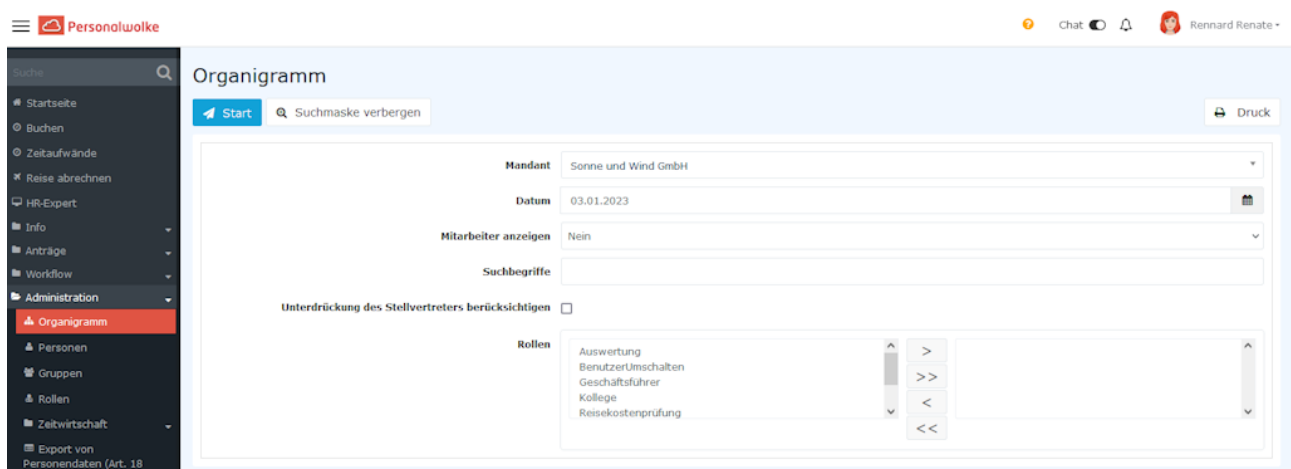 Personalwolke
Chat
Rennard Renate
Suche
Startseite
Buchen
Zeitaufwände
Reise abrechnen
HR-Expert
Info
Anträge
Workflow
Administration
Organigramm
Personen
Gruppen
Rollen
Zeitwirtschaft
Export von
Personendaten (Art. 18
Organigramm
Start
Suchmaske verbergen
Druck
Mandant Sonne und Wind GmbH
Datum 03.01.2023
Mitarbeiter anzeigen Nein
Suchbegriffe
Unterdrückung des Stellvertreters berücksichtigen
Rollen
Auswertung
BenutzerUmschalten
Geschäftsführer
Kollege
Reisekostenprüfung
>
>>
<
<<